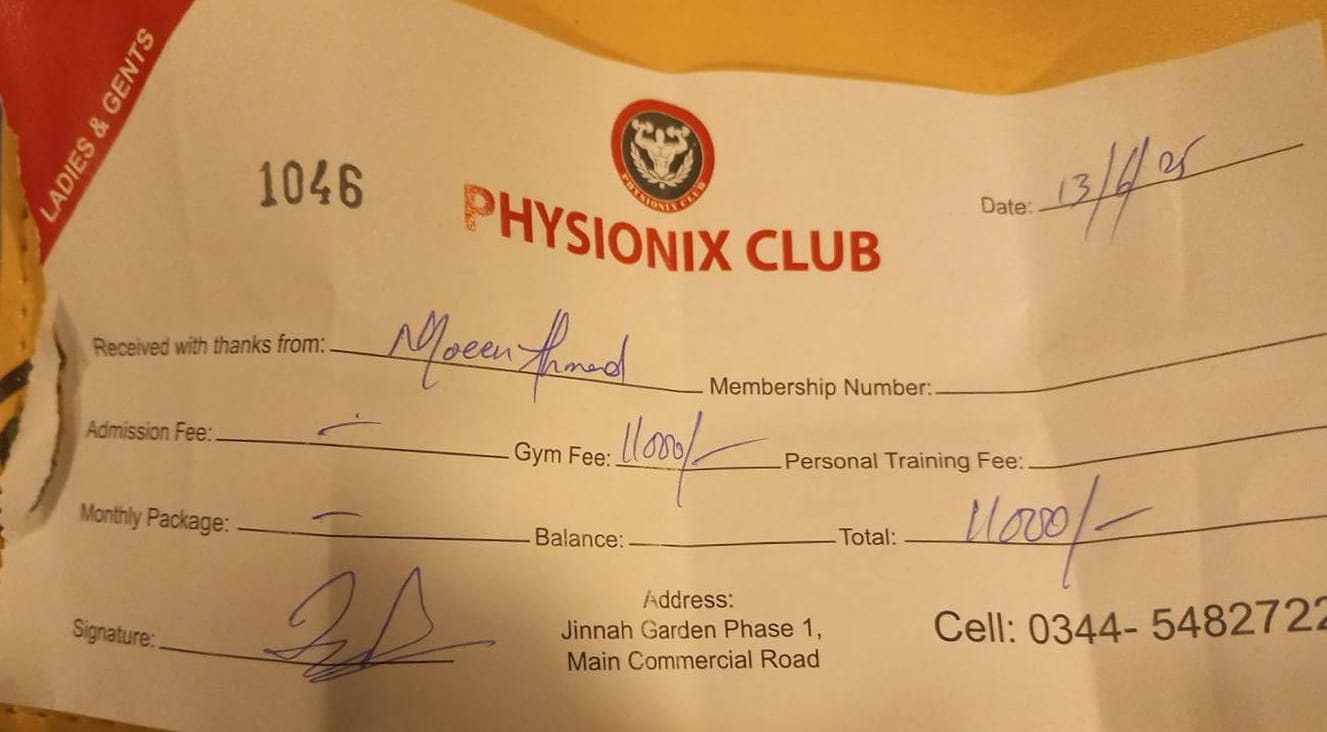 LADIES & GENTS
1046
PHYSIONIX CLUB
PHYSIONIX CLUB
Date: 13/6/25
Received with thanks from: Moeen Ahmed Membership Number:
Admission Fee: - Gym Fee: 11000/- Personal Training Fee:
Monthly Package: - Balance: Total: 11000/-
Signature:
Address:
Jinnah Garden Phase 1,
Main Commercial Road
Cell: 0344- 5482722